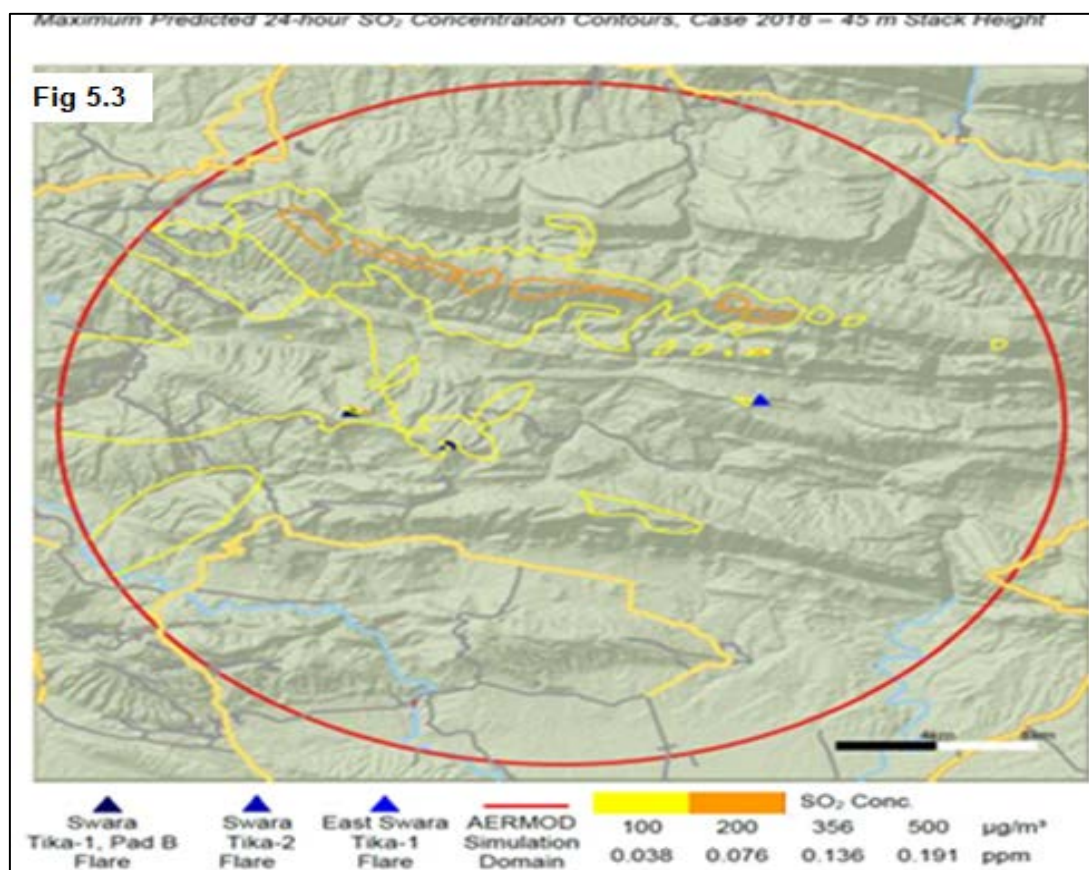 Maximum Predicted 24-hour SO₂ Concentration Contours, Case 2018 – 45 m Stack Height
Fig 5.3
4km 8km
Swara Tika-1, Pad B Flare
Swara Tika-2 Flare
East Swara Tika-1 Flare
AERMOD Simulation Domain
SO₂ Conc.
100 200 356 500 µg/m³
0.038 0.076 0.136 0.191 ppm